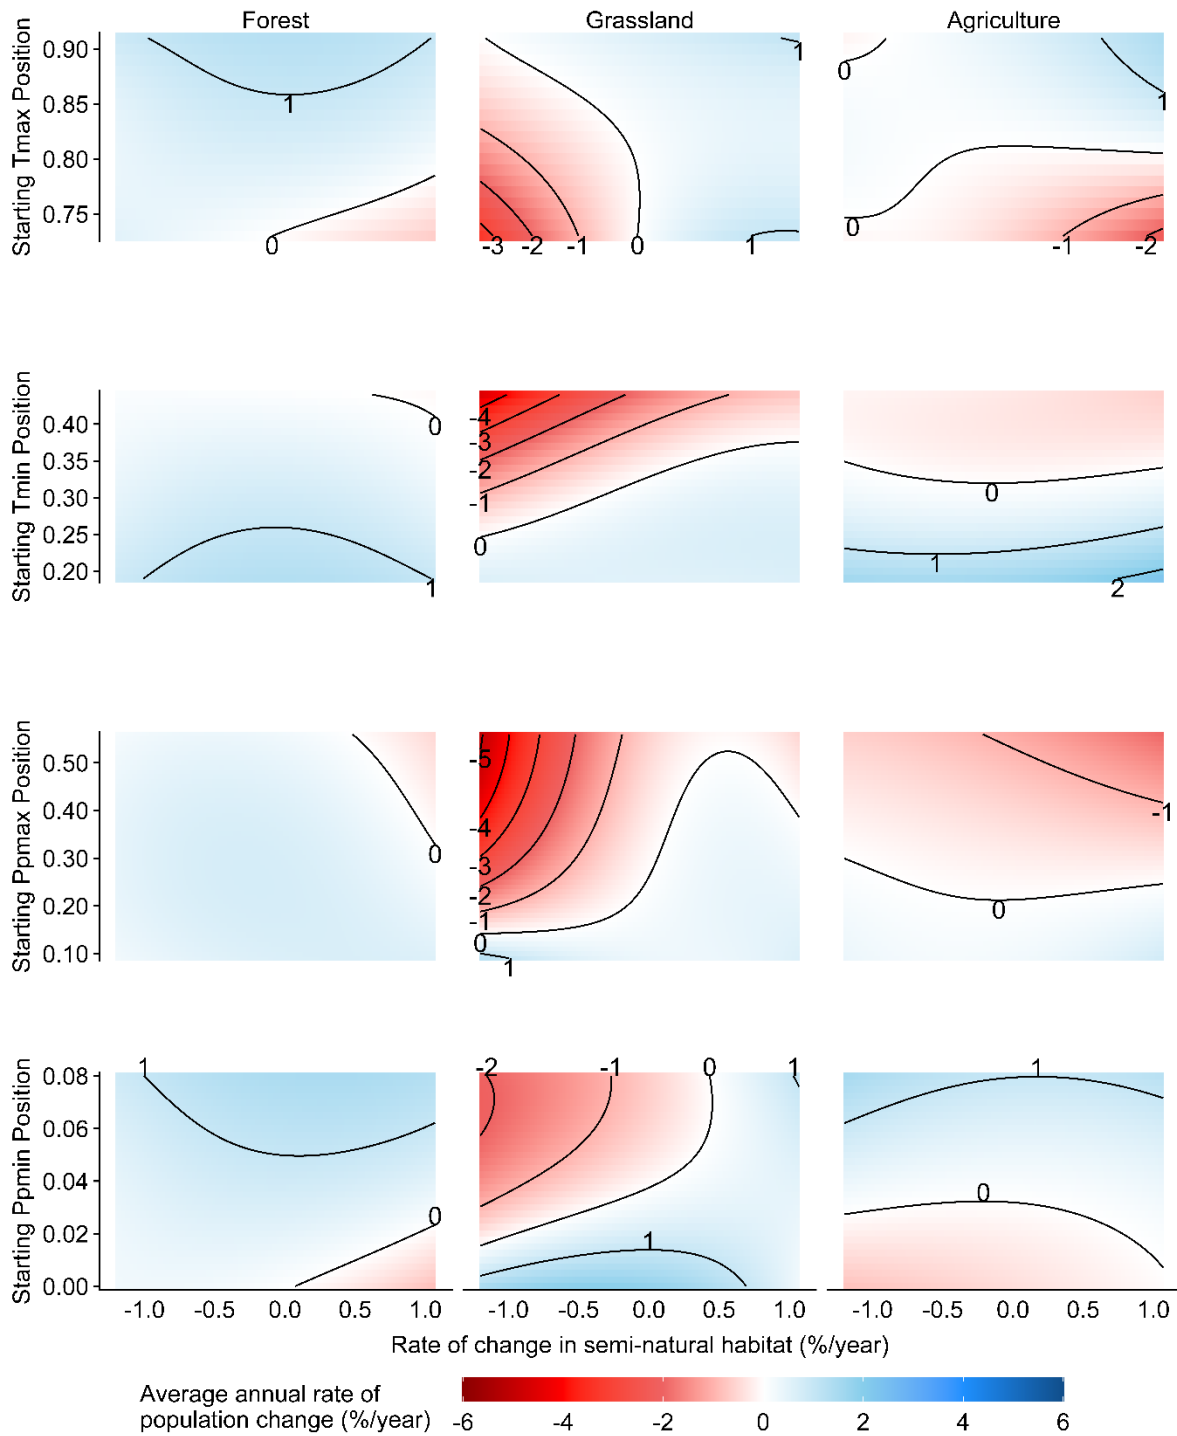 Forest Grassland Agriculture
Starting Tmax Position
0.90
0.85
0.80
0.75
1 0
-3 -2 -1 0 1 1
0 0 1 -1 -2
Starting Tmin Position
0.40
0.35
0.30
0.25
0.20
0 1
-4
-3
-2
-1
0
0 1 2
Starting Ppmax Position
0.50
0.40
0.30
0.20
0.10
0
-5
-4
-3
-2
-1
0
1
-1 0
Starting Ppmin Position
0.08
0.06
0.04
0.02
0.00
1 0
-2 -1 0 1 1
1 0
-1.0 -0.5 0.0 0.5 1.0 -1.0 -0.5 0.0 0.5 1.0 -1.0 -0.5 0.0 0.5 1.0
Rate of change in semi-natural habitat (%/year)
Average annual rate of
population change (%/year)
-6 -4 -2 0 2 4 6